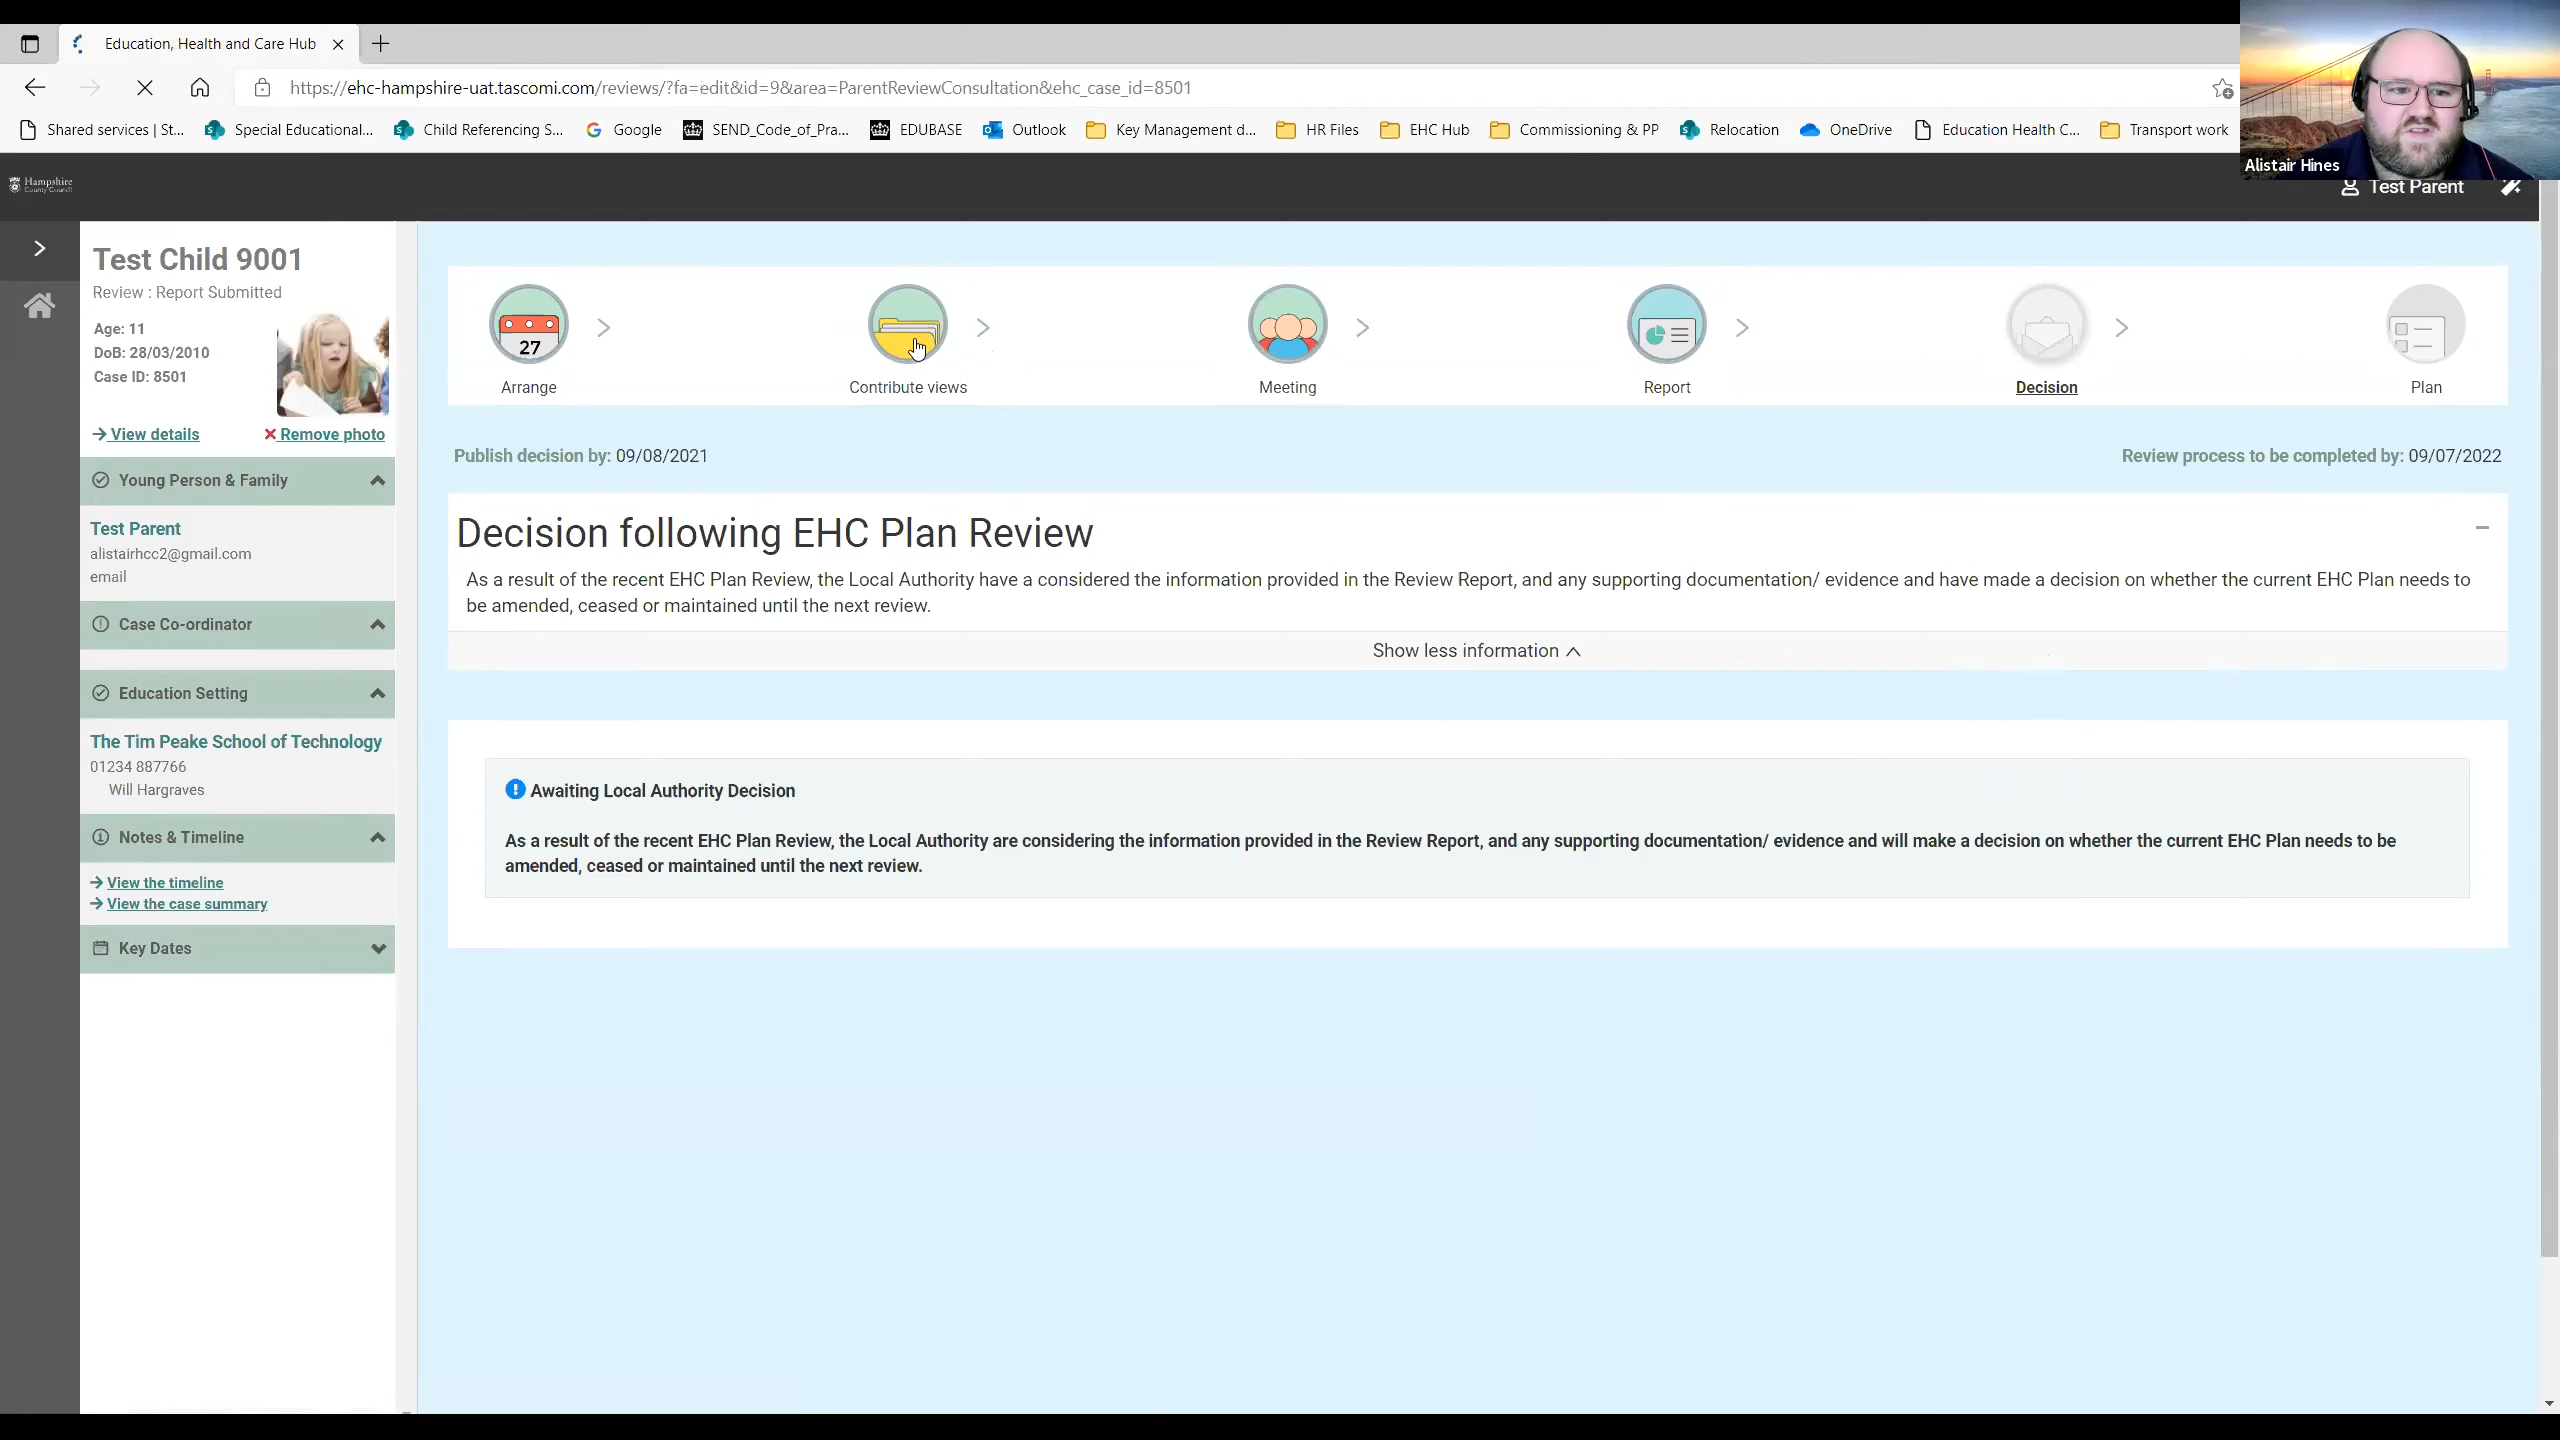 Education, Health and Care Hub
https://ehc-hampshire-uat.tascomi.com/reviews/?fa=edit&id=9&area=ParentReviewConsultation&ehc_case_id=8501
Shared services | St...
Special Educational...
Child Referencing S...
Google
SEND_Code_of_Pra...
EDUBASE
Outlook
Key Management d...
HR Files
EHC Hub
Commissioning & PP
Relocation
OneDrive
Education Health C...
Transport work
Alistair Hines
Hampshire
County Council
Test Parent
Test Child 9001
Review : Report Submitted
Age: 11
DoB: 28/03/2010
Case ID: 8501
View details
Remove photo
Young Person & Family
Test Parent
alistairhcc2@gmail.com
email
Case Co-ordinator
Education Setting
The Tim Peake School of Technology
01234 887766
Will Hargraves
Notes & Timeline
View the timeline
View the case summary
Key Dates
27
Arrange
Contribute views
Meeting
Report
Decision
Plan
Publish decision by: 09/08/2021
Review process to be completed by: 09/07/2022
Decision following EHC Plan Review
As a result of the recent EHC Plan Review, the Local Authority have a considered the information provided in the Review Report, and any supporting documentation/ evidence and have made a decision on whether the current EHC Plan needs to
be amended, ceased or maintained until the next review.
Show less information
Awaiting Local Authority Decision
As a result of the recent EHC Plan Review, the Local Authority are considering the information provided in the Review Report, and any supporting documentation/ evidence and will make a decision on whether the current EHC Plan needs to be
amended, ceased or maintained until the next review.